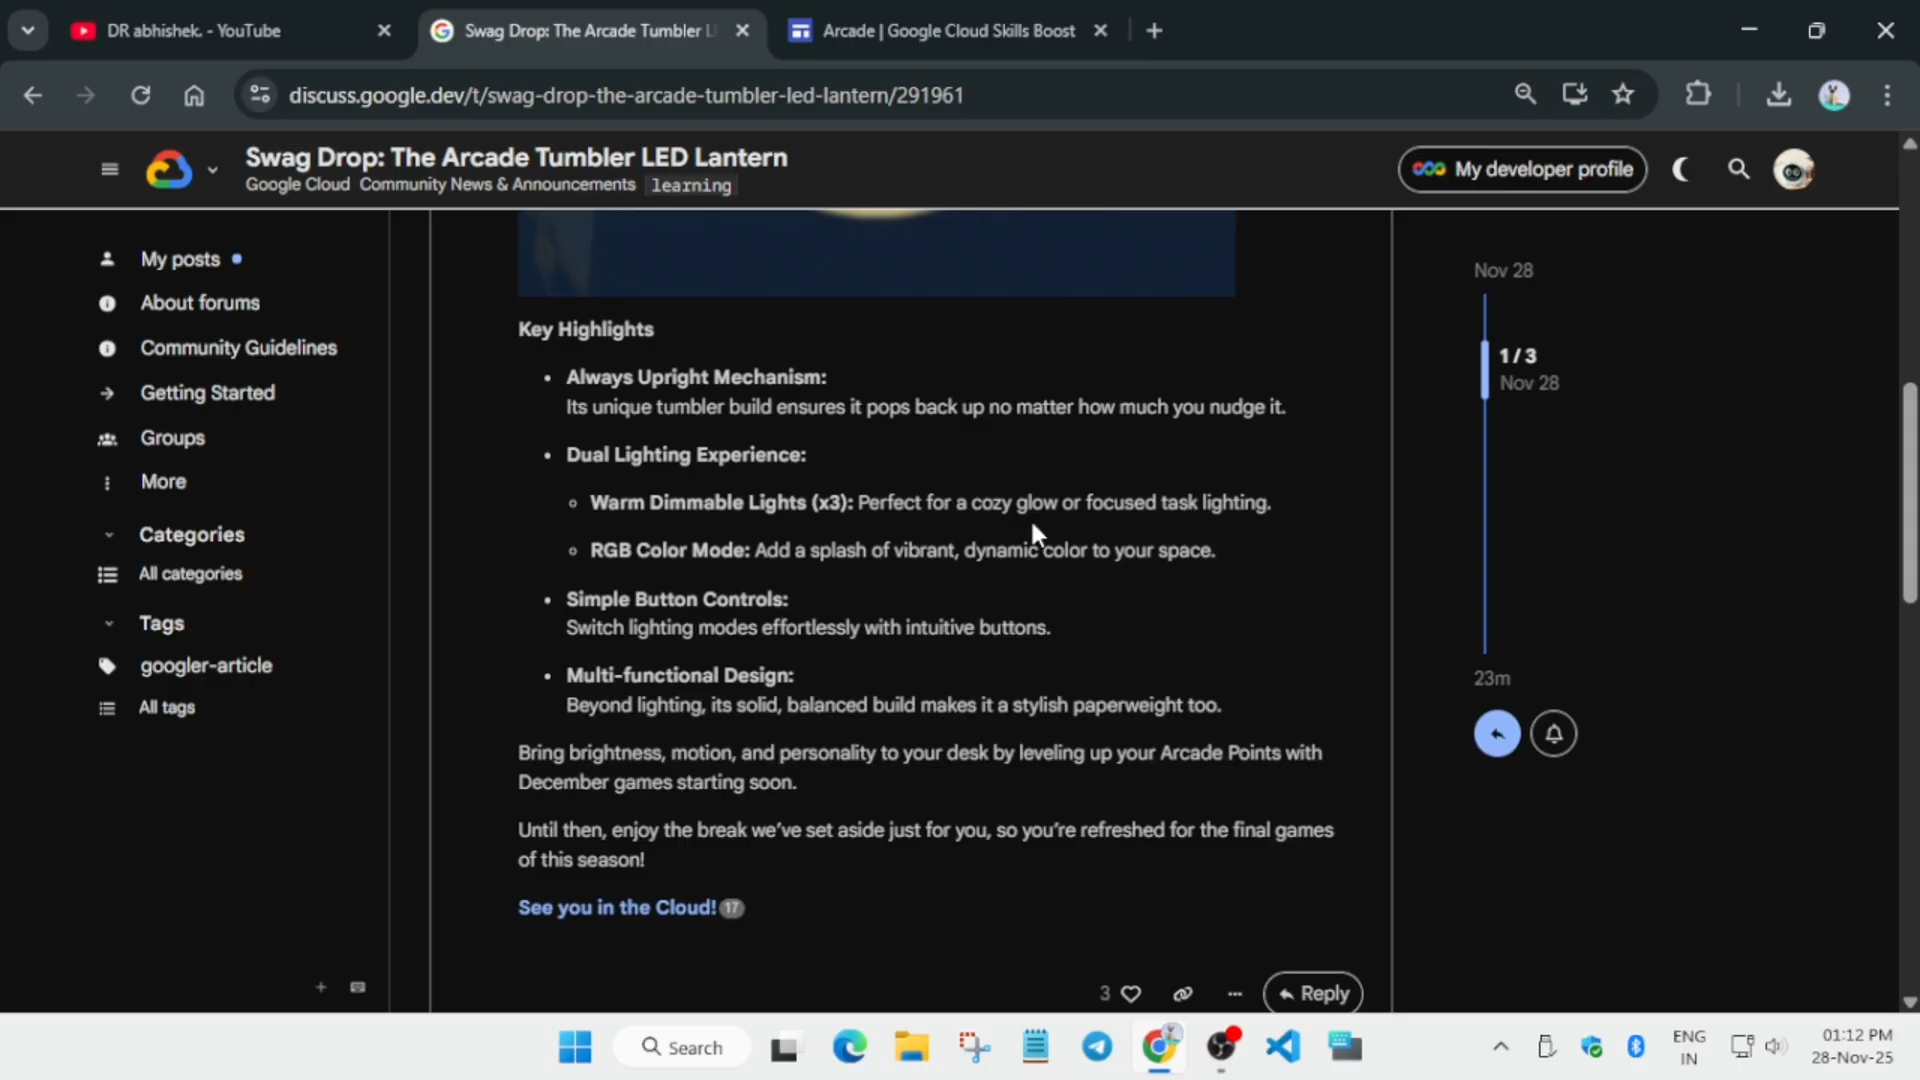 DR abhishek. - YouTube
Swag Drop: The Arcade Tumbler L
Arcade | Google Cloud Skills Boost
discuss.google.dev/t/swag-drop-the-arcade-tumbler-led-lantern/291961
Swag Drop: The Arcade Tumbler LED Lantern
Google Cloud Community News & Announcements learning
My developer profile
My posts
About forums
Community Guidelines
Getting Started
Groups
More
Categories
All categories
Tags
googler-article
All tags
Key Highlights
Always Upright Mechanism:
Its unique tumbler build ensures it pops back up no matter how much you nudge it.
Dual Lighting Experience:
Warm Dimmable Lights (x3): Perfect for a cozy glow or focused task lighting.
RGB Color Mode: Add a splash of vibrant, dynamic color to your space.
Simple Button Controls:
Switch lighting modes effortlessly with intuitive buttons.
Multi-functional Design:
Beyond lighting, its solid, balanced build makes it a stylish paperweight too.
Bring brightness, motion, and personality to your desk by leveling up your Arcade Points with
December games starting soon.
Until then, enjoy the break we've set aside just for you, so you're refreshed for the final games
of this season!
See you in the Cloud! 17
3
Reply
Nov 28
1 / 3
Nov 28
23m
Search
ENG
IN
01:12 PM
28-Nov-25